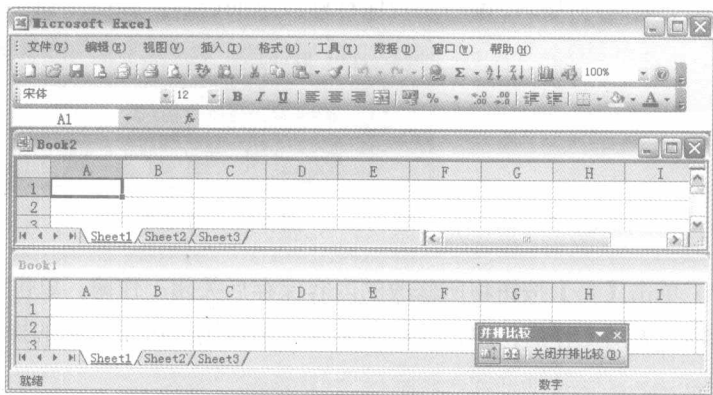 Microsoft Excel
文件(F) 编辑(E) 视图(V) 插入(I) 格式(O) 工具(T) 数据(D) 窗口(W) 帮助(H)
100%
宋体 12 B I U %
A1 fx
Book2
A B C D E F G H I
1
2
3
Sheet1 Sheet2 Sheet3
Book1
A B C D E F G H I
1
2
3
并排比较
关闭并排比较(B)
Sheet1 Sheet2 Sheet3
就绪 数字